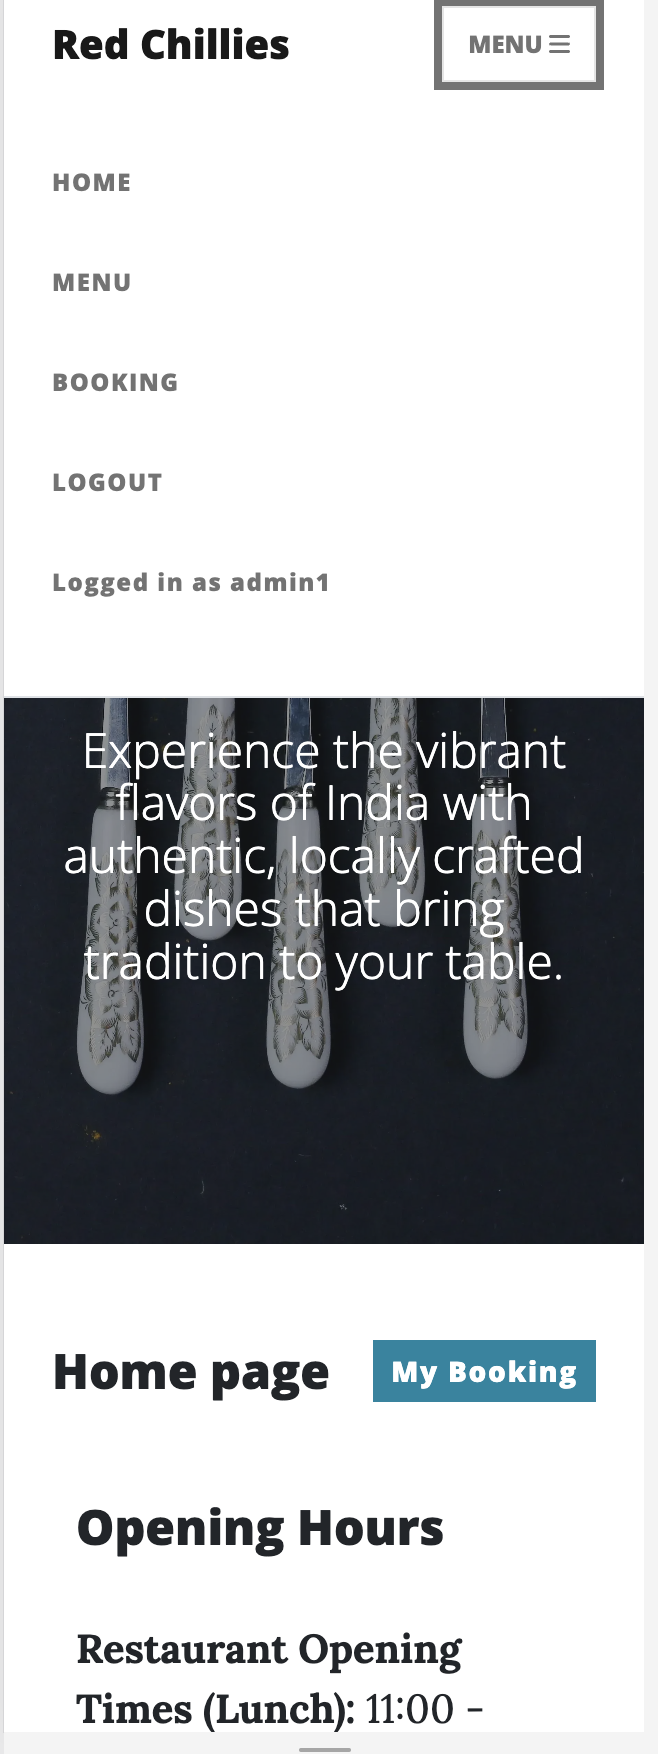 Red Chillies
MENU
HOME
MENU
BOOKING
LOGOUT
Logged in as admin1
Experience the vibrant
flavors of India with
authentic, locally crafted
dishes that bring
tradition to your table.
Home page
My Booking
Opening Hours
Restaurant Opening
Times (Lunch): 11:00 -